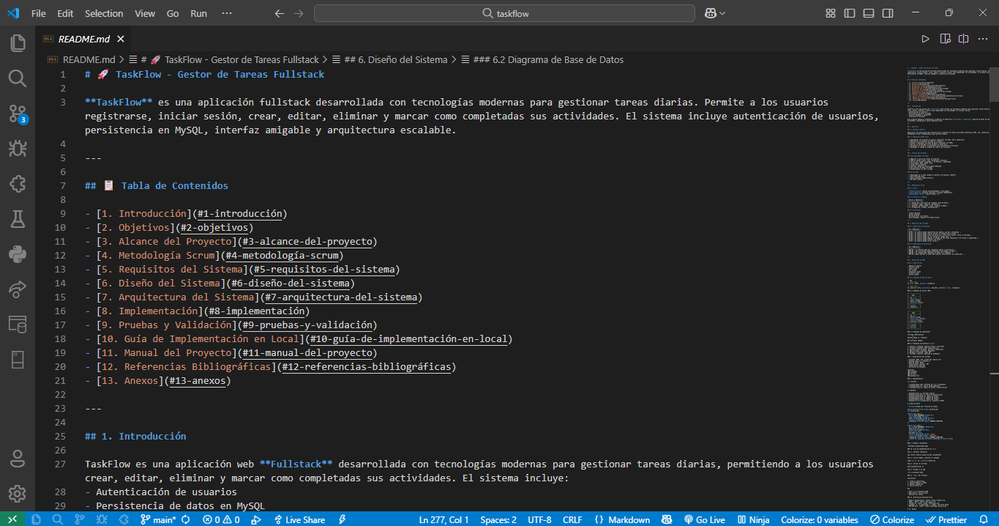 File Edit Selection View Go Run ··· taskflow
README.md
README.md > # 🚀 TaskFlow - Gestor de Tareas Fullstack > ## 6. Diseño del Sistema > ### 6.2 Diagrama de Base de Datos
1 # 🚀 TaskFlow - Gestor de Tareas Fullstack
2
3 **TaskFlow** es una aplicación fullstack desarrollada con tecnologías modernas para gestionar tareas diarias. Permite a los usuarios
registrarse, iniciar sesión, crear, editar, eliminar y marcar como completadas sus actividades. El sistema incluye autenticación de usuarios,
persistencia en MySQL, interfaz amigable y arquitectura escalable.
4
5 ---
6
7 ## 📋 Tabla de Contenidos
8
9 - [1. Introducción](#1-introducción)
10 - [2. Objetivos](#2-objetivos)
11 - [3. Alcance del Proyecto](#3-alcance-del-proyecto)
12 - [4. Metodología Scrum](#4-metodología-scrum)
13 - [5. Requisitos del Sistema](#5-requisitos-del-sistema)
14 - [6. Diseño del Sistema](#6-diseño-del-sistema)
15 - [7. Arquitectura del Sistema](#7-arquitectura-del-sistema)
16 - [8. Implementación](#8-implementación)
17 - [9. Pruebas y Validación](#9-pruebas-y-validación)
18 - [10. Guía de Implementación en Local](#10-guía-de-implementación-en-local)
19 - [11. Manual del Proyecto](#11-manual-del-proyecto)
20 - [12. Referencias Bibliográficas](#12-referencias-bibliográficas)
21 - [13. Anexos](#13-anexos)
22
23 ---
24
25 ## 1. Introducción
26
27 TaskFlow es una aplicación web **Fullstack** desarrollada con tecnologías modernas para gestionar tareas diarias, permitiendo a los usuarios
crear, editar, eliminar y marcar como completadas sus actividades. El sistema incluye:
28 - Autenticación de usuarios
29 - Persistencia de datos en MySQL
3
main* 0 0 Live Share Ln 277, Col 1 Spaces: 2 UTF-8 CRLF {} Markdown Go Live Ninja Colorize: 0 variables Colorize Prettier